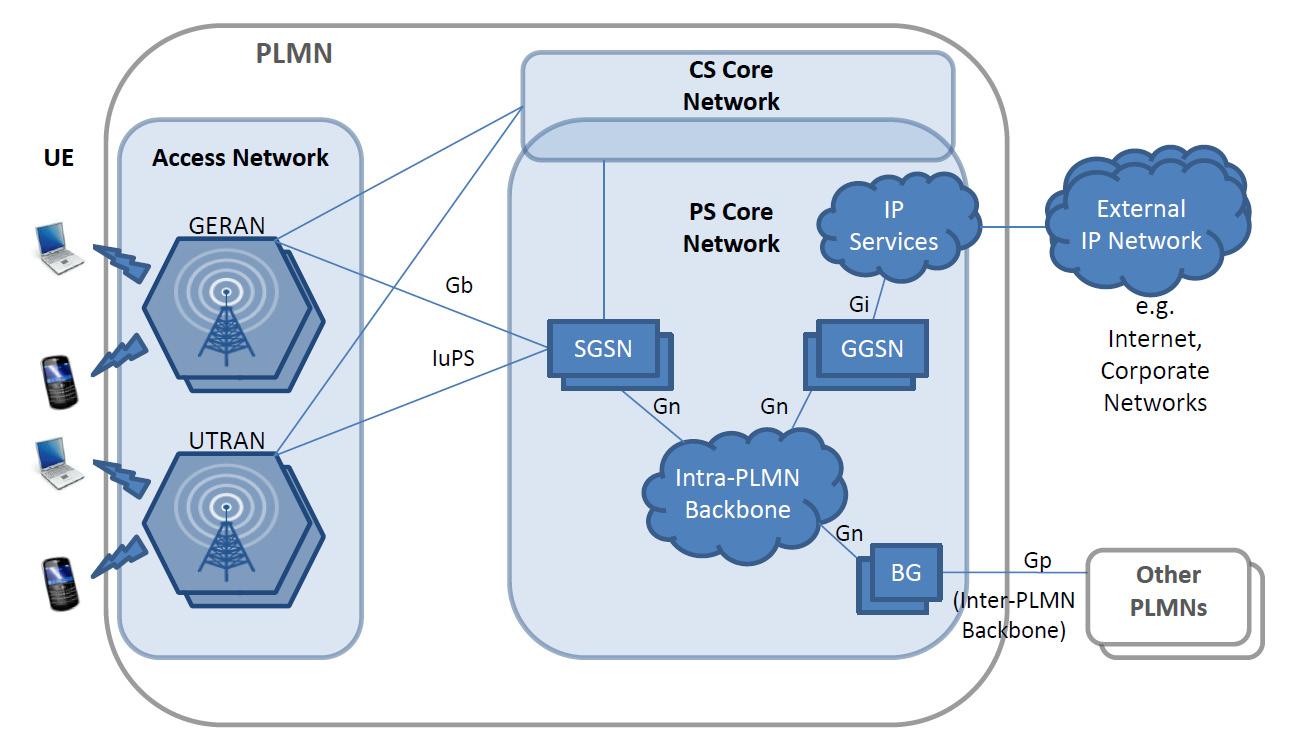 PLMN
CS Core
Network
UE
Access Network
GERAN
PS Core
Network
IP
Services
External
IP Network
Gb
Gi
e.g.
Internet,
Corporate
Networks
IuPS
SGSN
GGSN
Gn
Gn
UTRAN
Intra-PLMN
Backbone
Gn
BG
Gp
(Inter-PLMN
Backbone)
Other
PLMNs